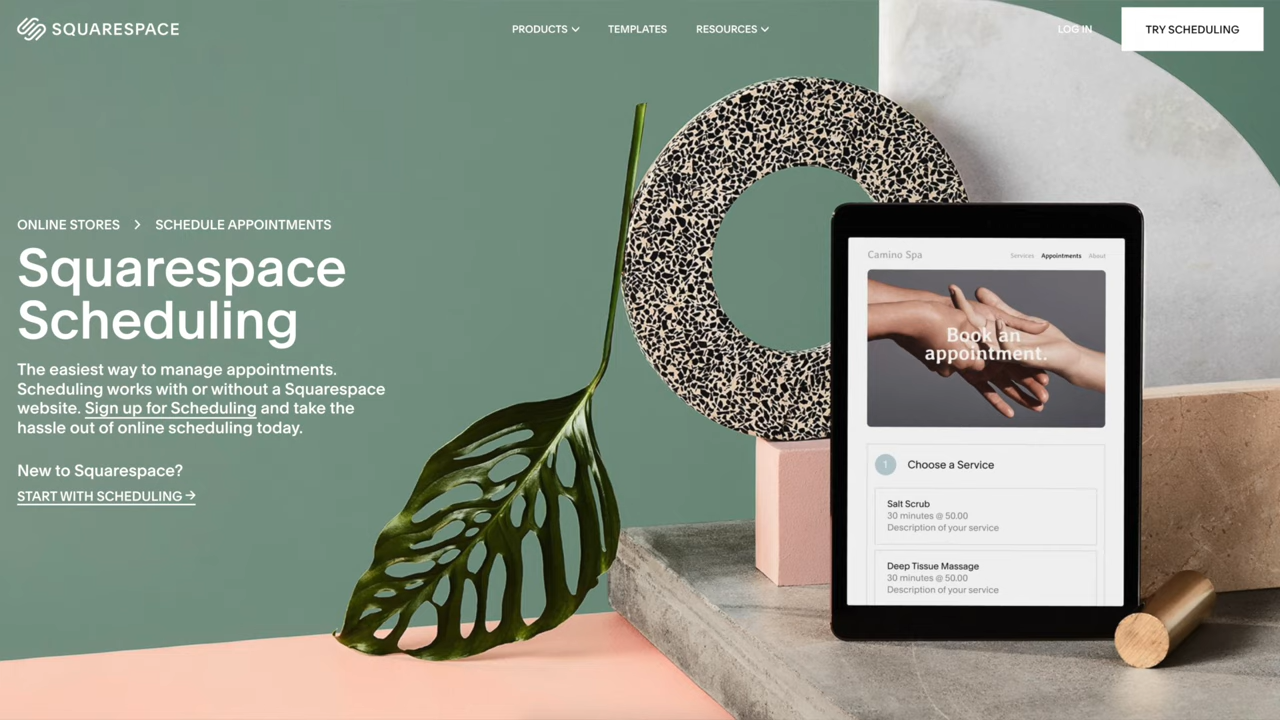 SQUARESPACE
PRODUCTS
TEMPLATES
RESOURCES
LOG IN
TRY SCHEDULING
ONLINE STORES > SCHEDULE APPOINTMENTS
Squarespace
Scheduling
The easiest way to manage appointments.
Scheduling works with or without a Squarespace
website. Sign up for Scheduling and take the
hassle out of online scheduling today.
New to Squarespace?
START WITH SCHEDULING →
Camino Spa
Services
Appointments
About
Book an
appointment.
1
Choose a Service
Salt Scrub
30 minutes @ 50.00
Description of your service
Deep Tissue Massage
30 minutes @ 50.00
Description of your service